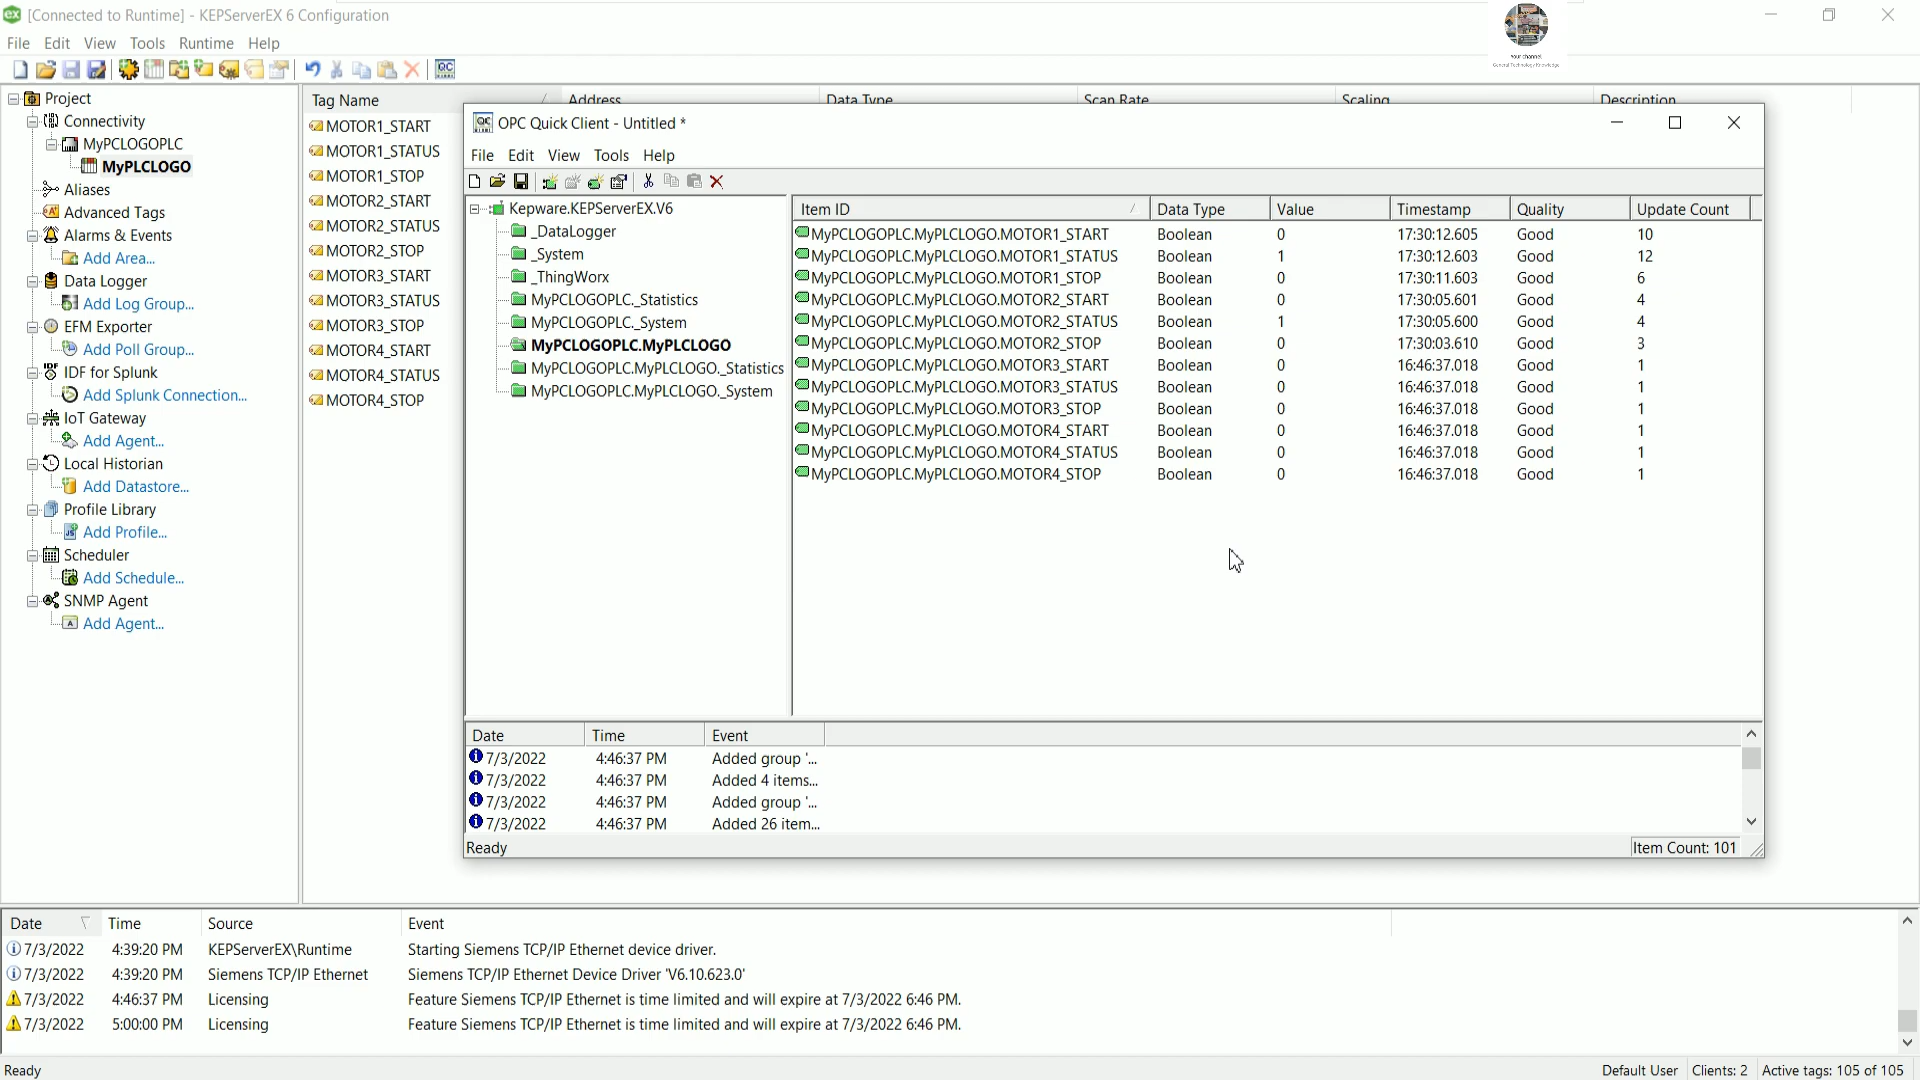 [Connected to Runtime] - KEPServerEX 6 Configuration
Your channel
General Technology Knowledge
File Edit View Tools Runtime Help
Project
Connectivity
MyPCLOGOPLC
MyPLCLOGO
Aliases
Advanced Tags
Alarms & Events
Add Area...
Data Logger
Add Log Group...
EFM Exporter
Add Poll Group...
IDF for Splunk
Add Splunk Connection...
IoT Gateway
Add Agent...
Local Historian
Add Datastore...
Profile Library
Add Profile...
Scheduler
Add Schedule...
SNMP Agent
Add Agent...
Tag Name Address Data Type Scan Rate Scaling Description
MOTOR1_START
MOTOR1_STATUS
MOTOR1_STOP
MOTOR2_START
MOTOR2_STATUS
MOTOR2_STOP
MOTOR3_START
MOTOR3_STATUS
MOTOR3_STOP
MOTOR4_START
MOTOR4_STATUS
MOTOR4_STOP
OPC Quick Client - Untitled *
File Edit View Tools Help
Kepware.KEPServerEX.V6
_DataLogger
_System
_ThingWorx
MyPCLOGOPLC._Statistics
MyPCLOGOPLC._System
MyPCLOGOPLC.MyPLCLOGO
MyPCLOGOPLC.MyPLCLOGO._Statistics
MyPCLOGOPLC.MyPLCLOGO._System
Item ID Data Type Value Timestamp Quality Update Count
MyPCLOGOPLC.MyPLCLOGO.MOTOR1_START Boolean 0 17:30:12.605 Good 10
MyPCLOGOPLC.MyPLCLOGO.MOTOR1_STATUS Boolean 1 17:30:12.603 Good 12
MyPCLOGOPLC.MyPLCLOGO.MOTOR1_STOP Boolean 0 17:30:11.603 Good 6
MyPCLOGOPLC.MyPLCLOGO.MOTOR2_START Boolean 0 17:30:05.601 Good 4
MyPCLOGOPLC.MyPLCLOGO.MOTOR2_STATUS Boolean 1 17:30:05.600 Good 4
MyPCLOGOPLC.MyPLCLOGO.MOTOR2_STOP Boolean 0 17:30:03.610 Good 3
MyPCLOGOPLC.MyPLCLOGO.MOTOR3_START Boolean 0 16:46:37.018 Good 1
MyPCLOGOPLC.MyPLCLOGO.MOTOR3_STATUS Boolean 0 16:46:37.018 Good 1
MyPCLOGOPLC.MyPLCLOGO.MOTOR3_STOP Boolean 0 16:46:37.018 Good 1
MyPCLOGOPLC.MyPLCLOGO.MOTOR4_START Boolean 0 16:46:37.018 Good 1
MyPCLOGOPLC.MyPLCLOGO.MOTOR4_STATUS Boolean 0 16:46:37.018 Good 1
MyPCLOGOPLC.MyPLCLOGO.MOTOR4_STOP Boolean 0 16:46:37.018 Good 1
Date Time Event
7/3/2022 4:46:37 PM Added group '...
7/3/2022 4:46:37 PM Added 4 items...
7/3/2022 4:46:37 PM Added group '...
7/3/2022 4:46:37 PM Added 26 item...
Ready Item Count: 101
Date Time Source Event
7/3/2022 4:39:20 PM KEPServerEX\Runtime Starting Siemens TCP/IP Ethernet device driver.
7/3/2022 4:39:20 PM Siemens TCP/IP Ethernet Siemens TCP/IP Ethernet Device Driver 'V6.10.623.0'
7/3/2022 4:46:37 PM Licensing Feature Siemens TCP/IP Ethernet is time limited and will expire at 7/3/2022 6:46 PM.
7/3/2022 5:00:00 PM Licensing Feature Siemens TCP/IP Ethernet is time limited and will expire at 7/3/2022 6:46 PM.
Ready Default User Clients: 2 Active tags: 105 of 105